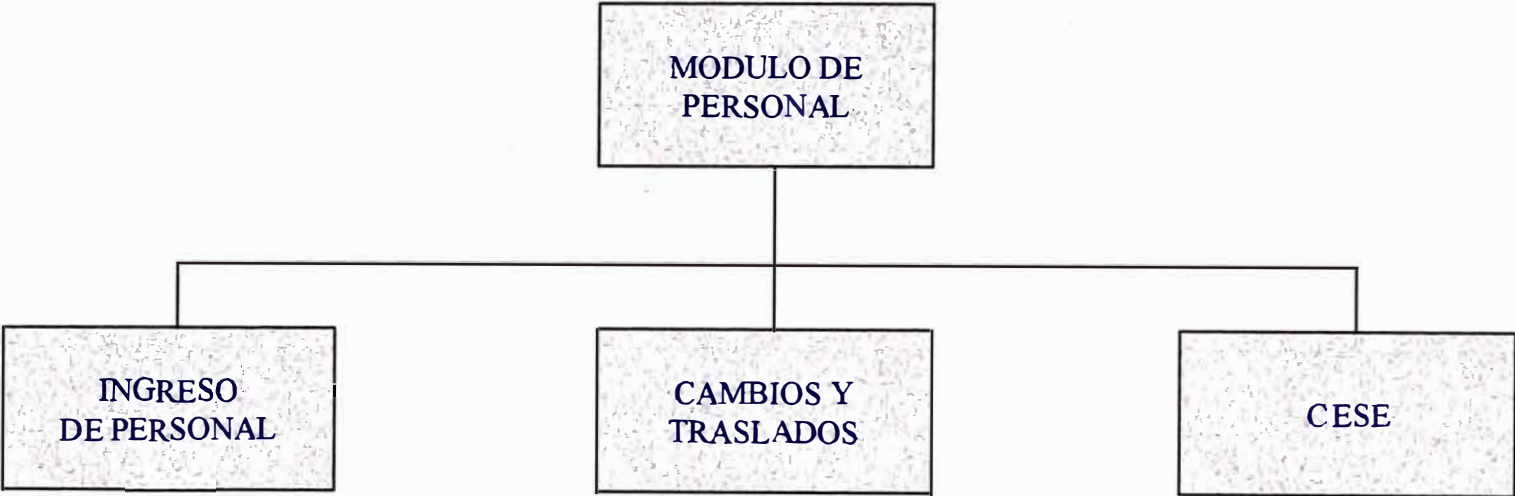 MODULO DE
PERSONAL
INGRESO
DE PERSONAL
CAMBIOS Y
TRASLADOS
CESE